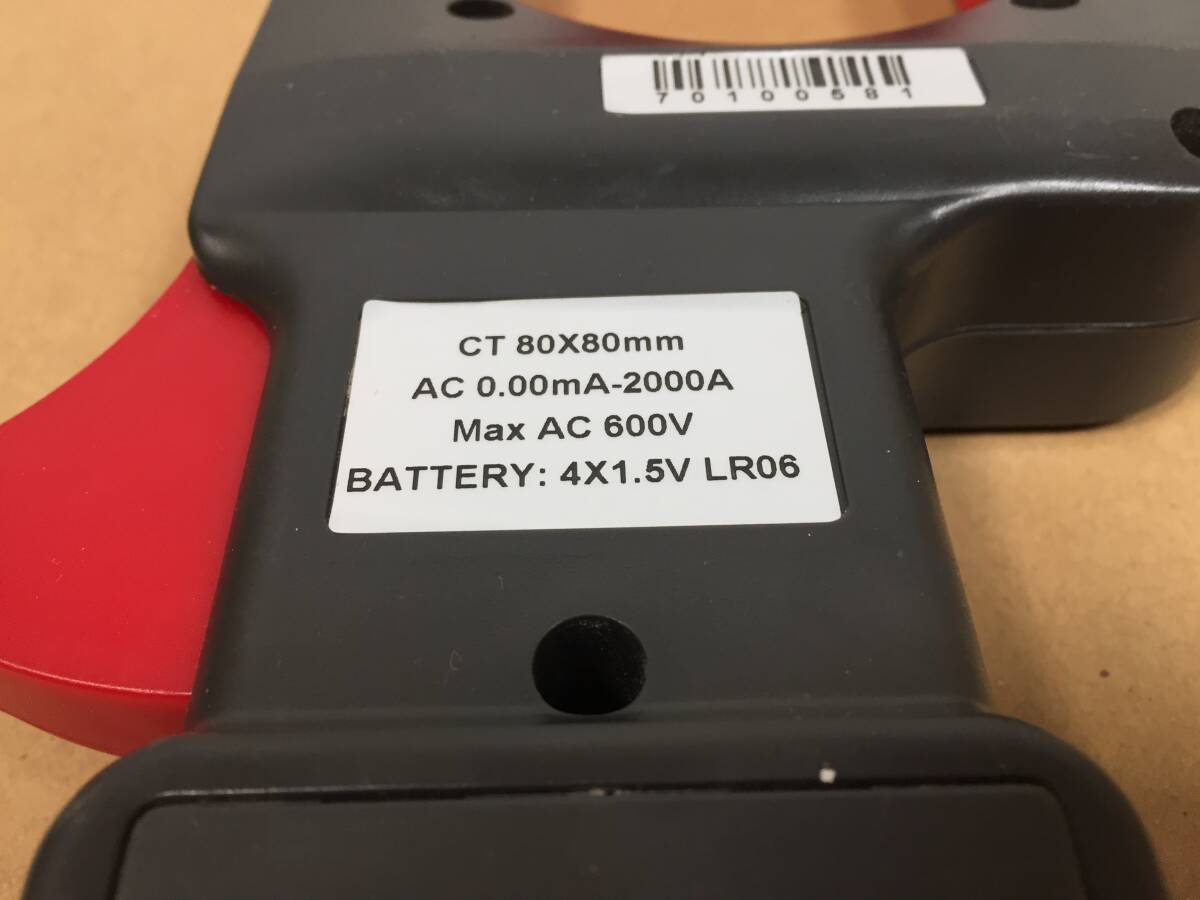 70100581
CT 80X80mm
AC 0.00mA-2000A
Max AC 600V
BATTERY: 4X1.5V LR06